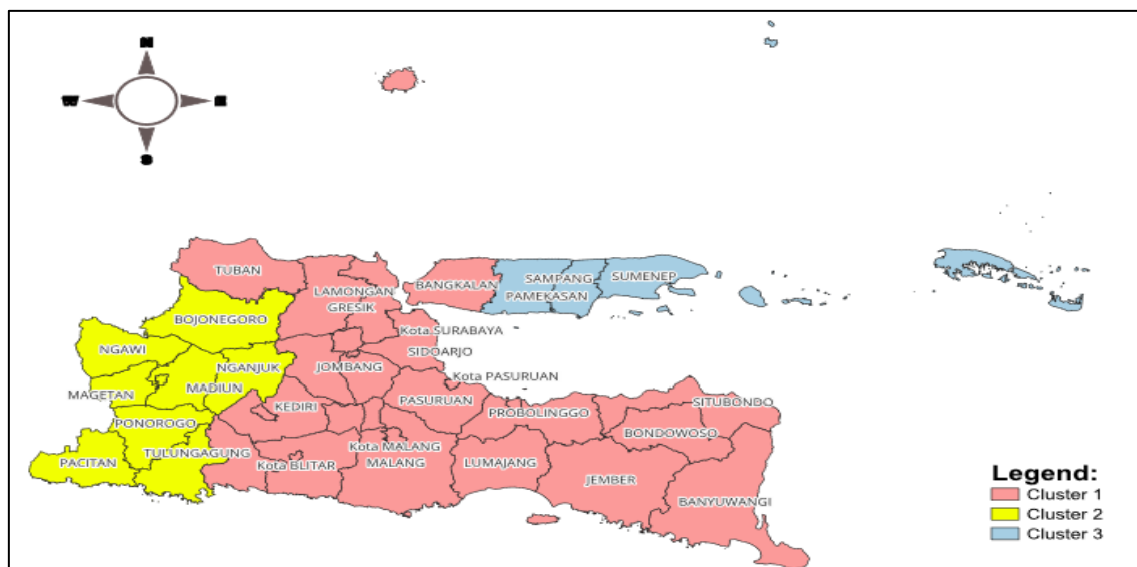 N
W
E
S
TUBAN
LAMONGAN
GRESIK
BANGKALAN
SAMPANG
PAMEKASAN
SUMENEP
BOJONEGORO
Kota SURABAYA
NGAWI
SIDOARJO
NGANJUK
JOMBANG
Kota PASURUAN
MAGETAN
MADIUN
PASURUAN
KEDIRI
SITUBONDO
PROBOLINGGO
PONOROGO
BONDOWOSO
Kota MALANG
TULUNGAGUNG
PACITAN
Kota BLITAR
MALANG
LUMAJANG
JEMBER
BANYUWANGI
Legend:
Cluster 1
Cluster 2
Cluster 3